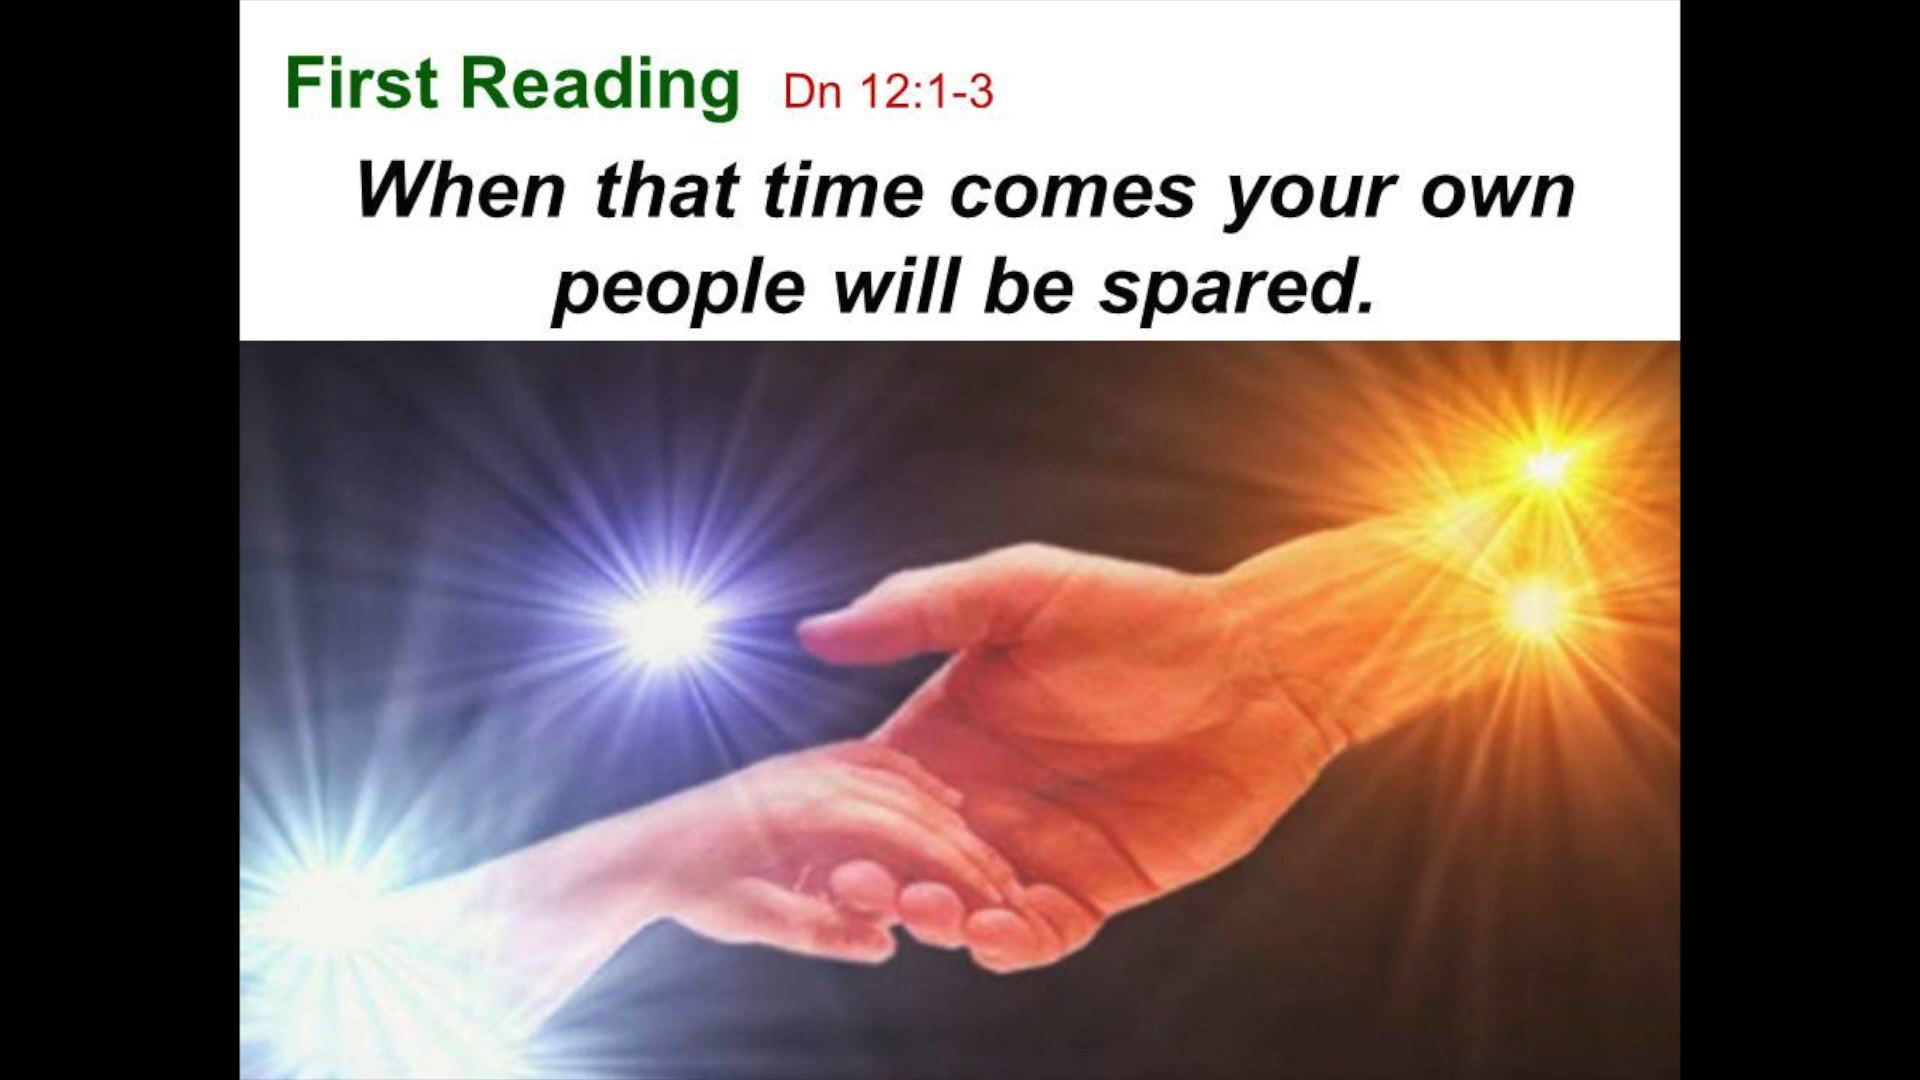 First Reading Dn 12:1-3
When that time comes your own
people will be spared.